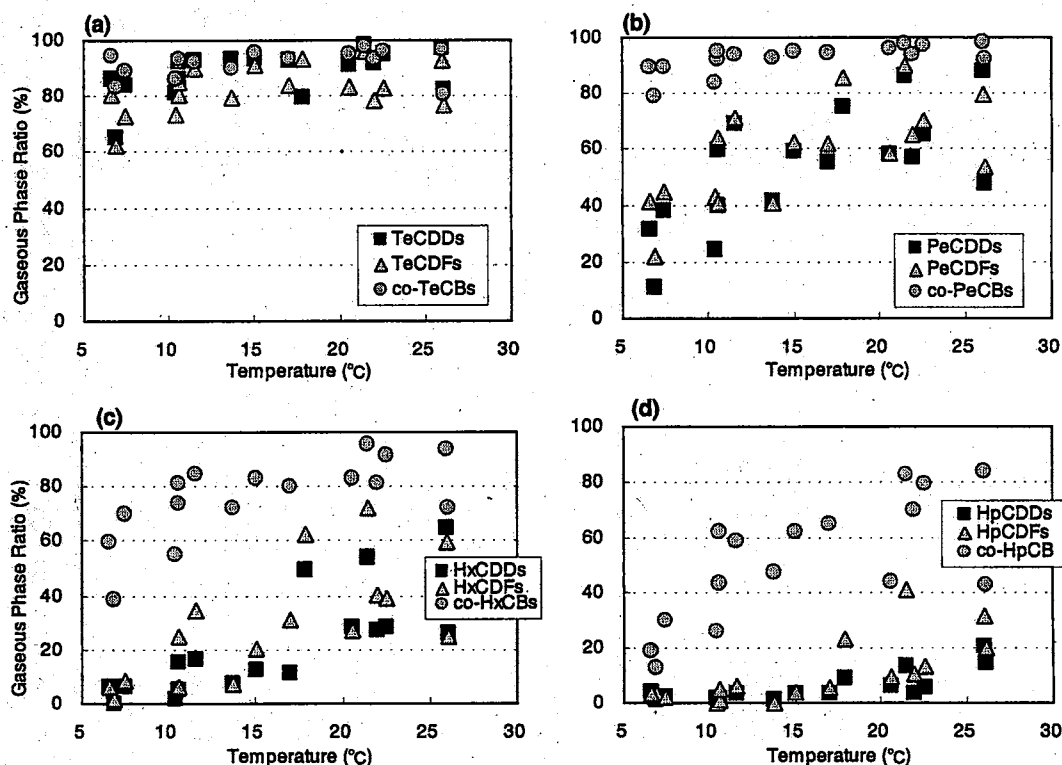 (a)
Gaseous Phase Ratio (%)
100
80
60
40
20
0
TeCDDs
TeCDFs
co-TeCBs
5 10 15 20 25 30
Temperature (°C)
(b)
100
80
60
40
20
0
PeCDDs
PeCDFs
co-PeCBs
5 10 15 20 25 30
Temperature (°C)
(c)
Gaseous Phase Ratio (%)
100
80
60
40
20
0
HxCDDs
HxCDFs
co-HxCBs
5 10 15 20 25 30
Temperature (°C)
(d)
100
80
60
40
20
0
HpCDDs
HpCDFs
co-HpCB
5 10 15 20 25 30
Temperature (°C)